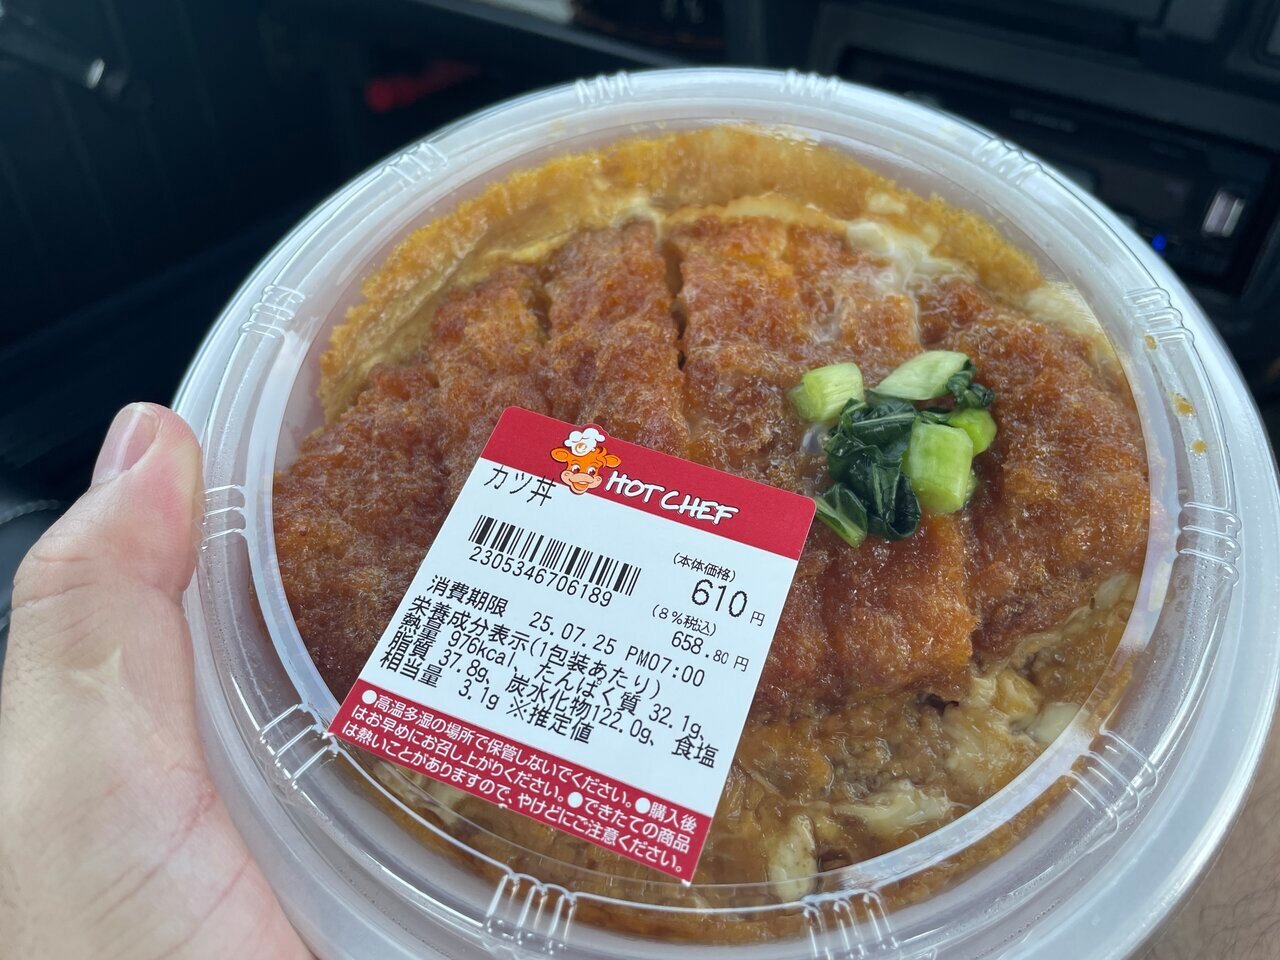 HOT CHEF
カツ丼
2305346706189
(本体価格)
610円
(8%税込)
658.80円
消費期限 25.07.25 PM07:00
栄養成分表示(1包装あたり)
熱量 976kcal、たんぱく質 32.1g、
脂質 37.8g、炭水化物122.0g、食塩
相当量 3.1g ※推定値
●高温多湿の場所で保管しないでください。●購入後
はお早めにお召し上がりください。●できたての商品
は熱いことがありますので、やけどにご注意ください。